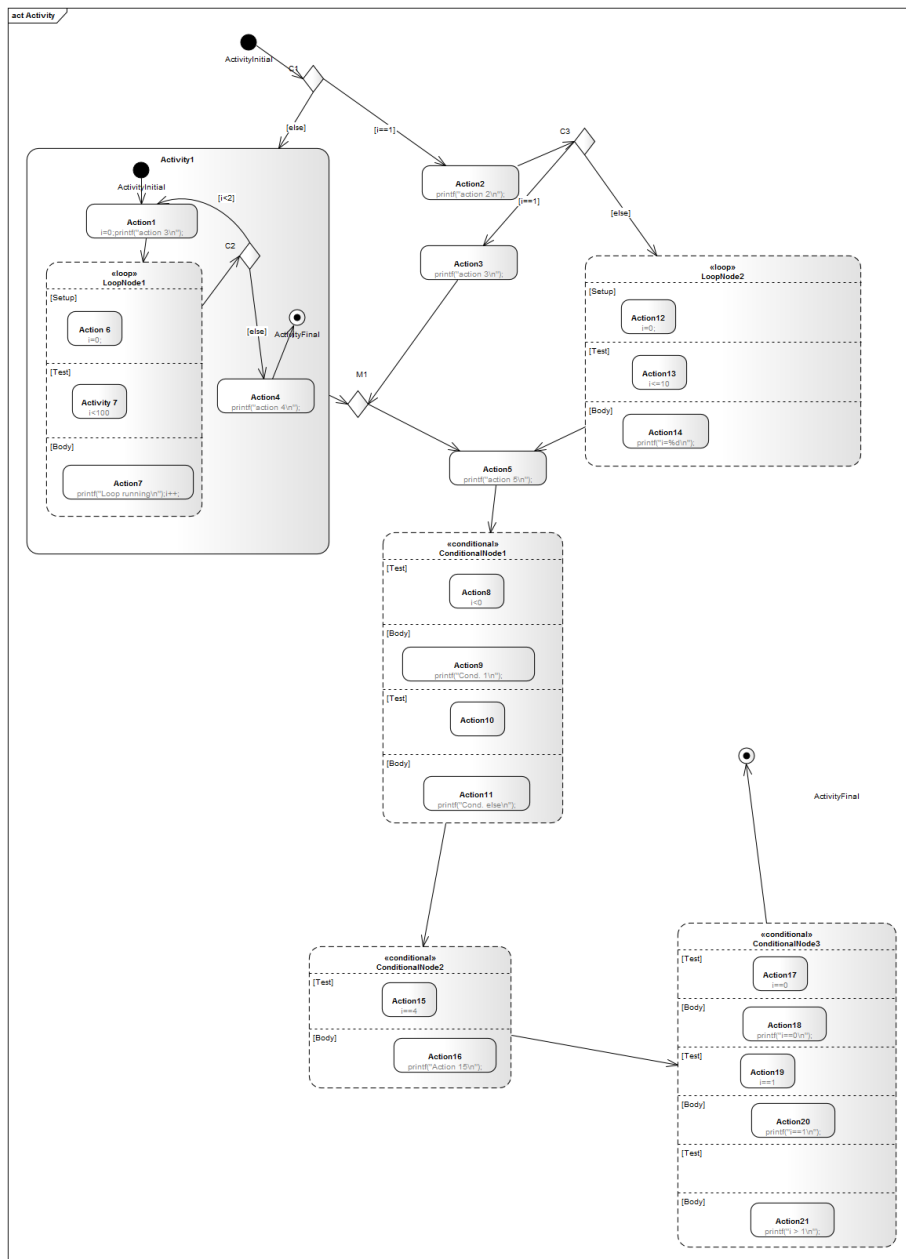 act Activity
ActivityInitial
C1
[else]
[i==1]
C3
Activity1
ActivityInitial
[i<2]
Action1
i=0;printf("action 3\n");
C2
«loop»
LoopNode1
[Setup]
Action 6
i=0;
[Test]
Activity 7
i<100
[Body]
Action7
printf("Loop running\n");i++;
[else]
ActivityFinal
Action4
printf("action 4\n");
Action2
printf("action 2\n");
[i==1]
[else]
Action3
printf("action 3\n");
M1
«loop»
LoopNode2
[Setup]
Action12
i=0;
[Test]
Action13
i<=10
[Body]
Action14
printf("i=%d\n");
Action5
printf("action 5\n");
«conditional»
ConditionalNode1
[Test]
Action8
i<0
[Body]
Action9
printf("Cond. 1\n");
[Test]
Action10
[Body]
Action11
printf("Cond. else\n");
ActivityFinal
«conditional»
ConditionalNode2
[Test]
Action15
i==4
[Body]
Action16
printf("Action 15\n");
«conditional»
ConditionalNode3
[Test]
Action17
i==0
[Body]
Action18
printf("i==0\n");
[Test]
Action19
i==1
[Body]
Action20
printf("i==1\n");
[Test]
[Body]
Action21
printf("i > 1\n");